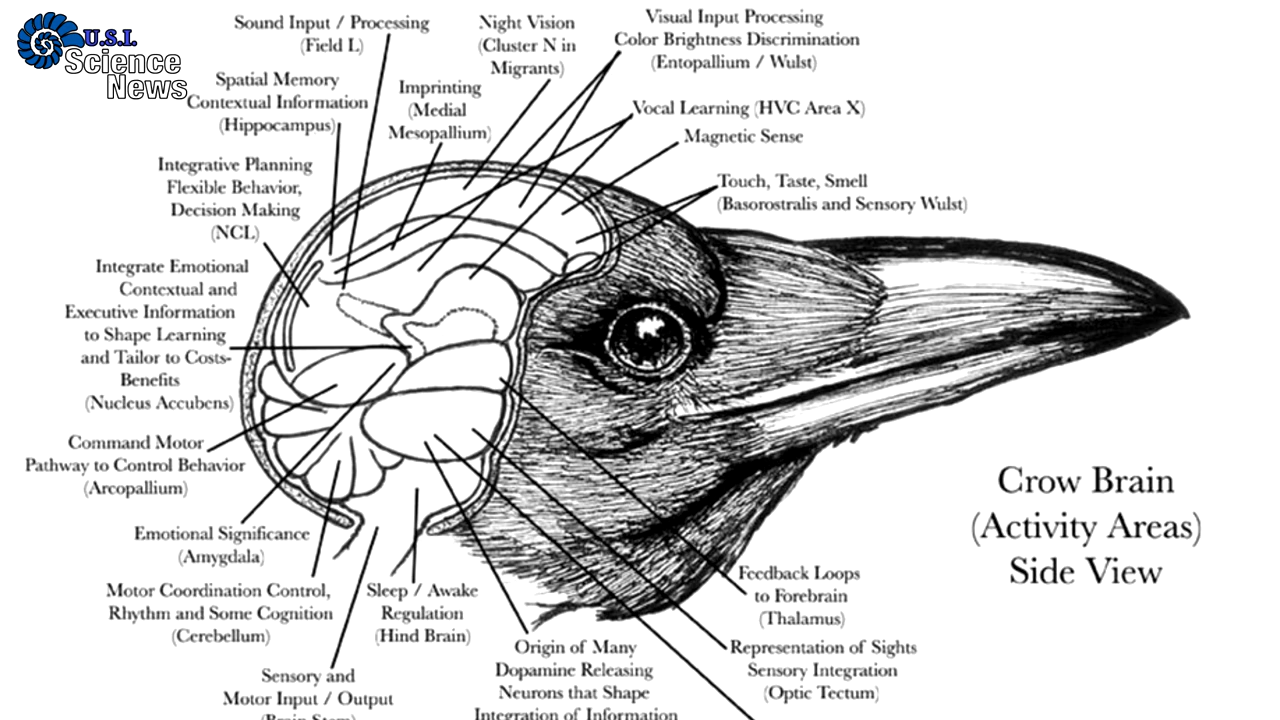 U.S.I.
Science
News
Sound Input / Processing
(Field L)
Night Vision
(Cluster N in
Migrants)
Visual Input Processing
Color Brightness Discrimination
(Entopallium / Wulst)
Spatial Memory
Contextual Information
(Hippocampus)
Imprinting
(Medial
Mesopallium)
Vocal Learning (HVC Area X)
Magnetic Sense
Integrative Planning
Flexible Behavior,
Decision Making
(NCL)
Touch, Taste, Smell
(Basorostralis and Sensory Wulst)
Integrate Emotional
Contextual and
Executive Information
to Shape Learning
and Tailor to Costs-
Benefits
(Nucleus Accubens)
Command Motor
Pathway to Control Behavior
(Arcopallium)
Crow Brain
(Activity Areas)
Side View
Emotional Significance
(Amygdala)
Motor Coordination Control,
Rhythm and Some Cognition
(Cerebellum)
Sleep / Awake
Regulation
(Hind Brain)
Feedback Loops
to Forebrain
(Thalamus)
Origin of Many
Dopamine Releasing
Neurons that Shape
Integration of Information
Representation of Sights
Sensory Integration
(Optic Tectum)
Sensory and
Motor Input / Output
(Brain Stem)